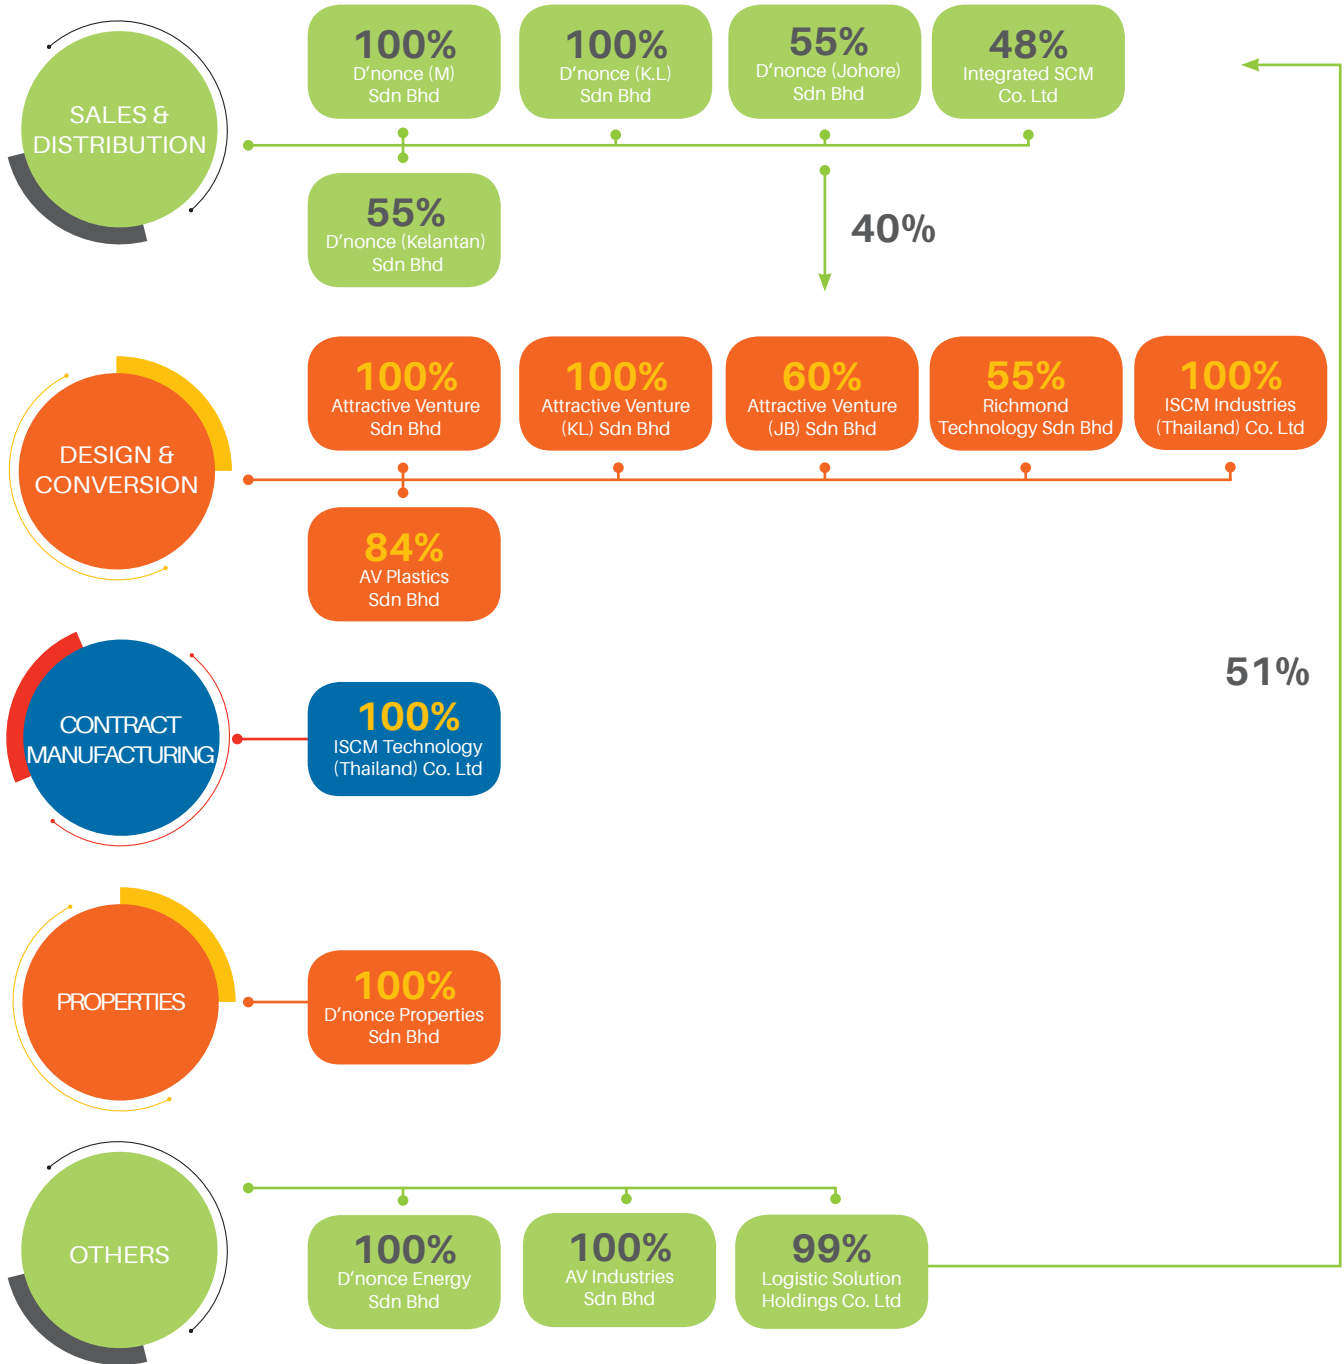 SALES &
DISTRIBUTION
100%
D'nonce (M)
Sdn Bhd
100%
D'nonce (K.L)
Sdn Bhd
55%
D'nonce (Johore)
Sdn Bhd
48%
Integrated SCM
Co. Ltd
55%
D'nonce (Kelantan)
Sdn Bhd
40%
DESIGN &
CONVERSION
100%
Attractive Venture
Sdn Bhd
100%
Attractive Venture
(KL) Sdn Bhd
60%
Attractive Venture
(JB) Sdn Bhd
55%
Richmond
Technology Sdn Bhd
100%
ISCM Industries
(Thailand) Co. Ltd
84%
AV Plastics
Sdn Bhd
51%
CONTRACT
MANUFACTURING
100%
ISCM Technology
(Thailand) Co. Ltd
PROPERTIES
100%
D'nonce Properties
Sdn Bhd
OTHERS
100%
D'nonce Energy
Sdn Bhd
100%
AV Industries
Sdn Bhd
99%
Logistic Solution
Holdings Co. Ltd